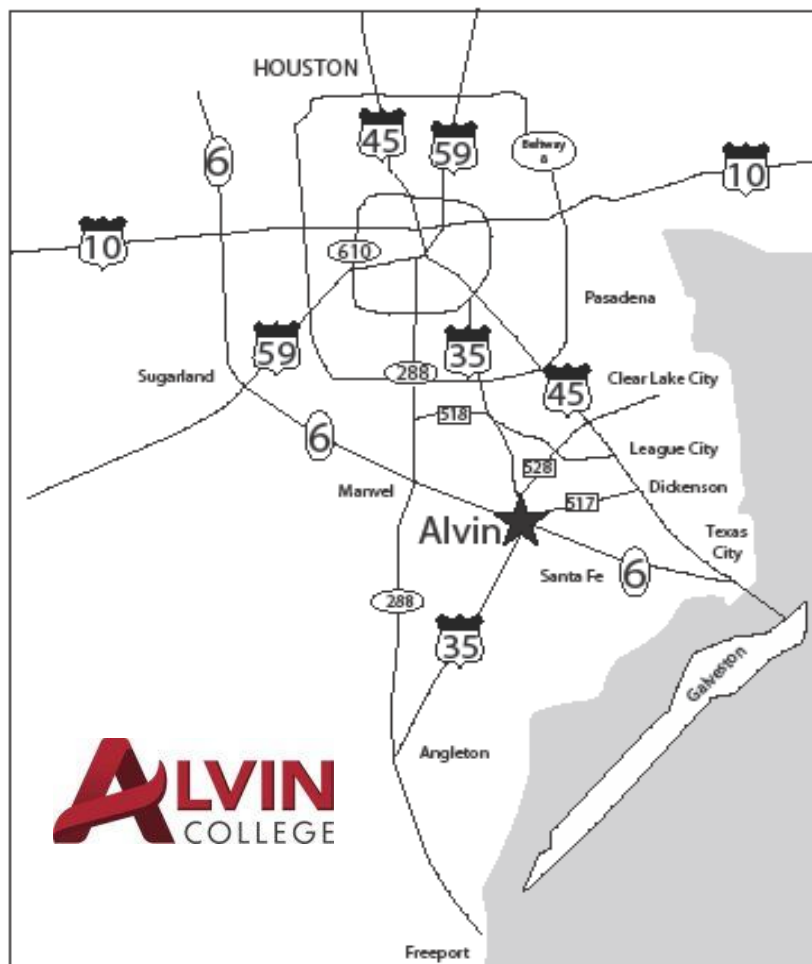 HOUSTON
45
59
Beltway
8
6
10
10
610
Pasadena
59
35
288
Sugarland
45
Clear Lake City
518
6
League City
528
Manvel
Dickenson
517
Alvin
Texas
City
Santa Fe
6
288
35
Galveston
Angleton
ALVIN
COLLEGE
Freeport